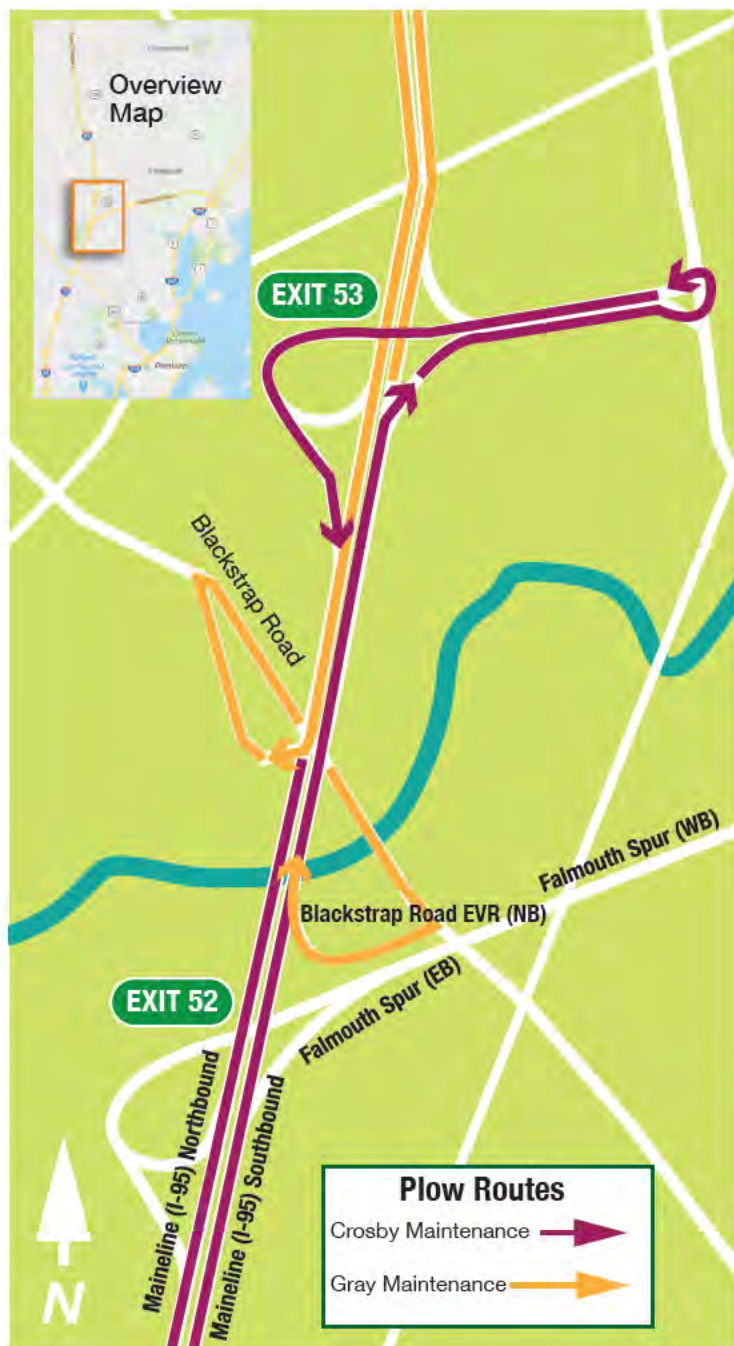 Overview
Map
EXIT 53
Blackstrap Road
Falmouth Spur (WB)
Blackstrap Road EVR (NB)
Falmouth Spur (EB)
EXIT 52
Maineline (I-95) Northbound
Maineline (I-95) Southbound
N
Plow Routes
Crosby Maintenance
Gray Maintenance